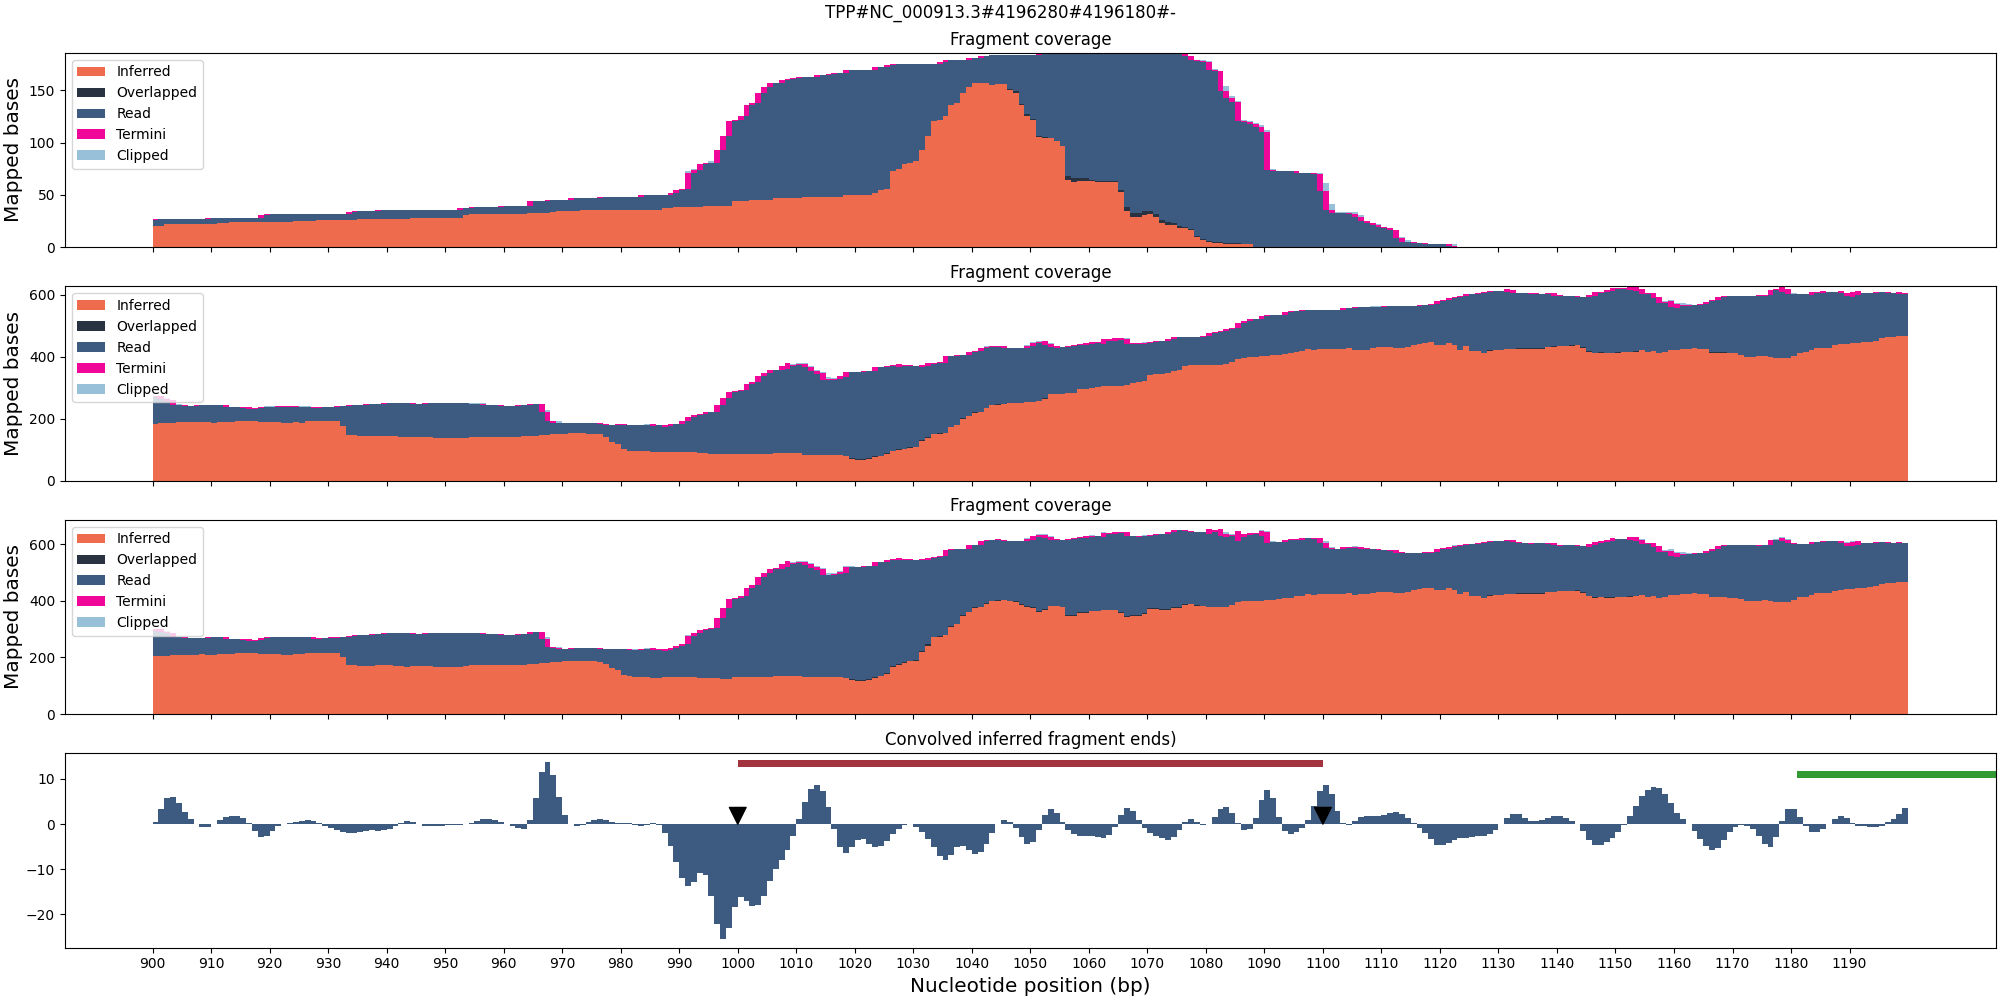 TPP#NC_000913.3#4196280#4196180#-
Fragment coverage
Mapped bases
150
100
50
0
Inferred
Overlapped
Read
Termini
Clipped
Fragment coverage
Mapped bases
600
400
200
0
Inferred
Overlapped
Read
Termini
Clipped
Fragment coverage
Mapped bases
600
400
200
0
Inferred
Overlapped
Read
Termini
Clipped
Convolved inferred fragment ends)
10
0
−10
−20
900 910 920 930 940 950 960 970 980 990 1000 1010 1020 1030 1040 1050 1060 1070 1080 1090 1100 1110 1120 1130 1140 1150 1160 1170 1180 1190
Nucleotide position (bp)